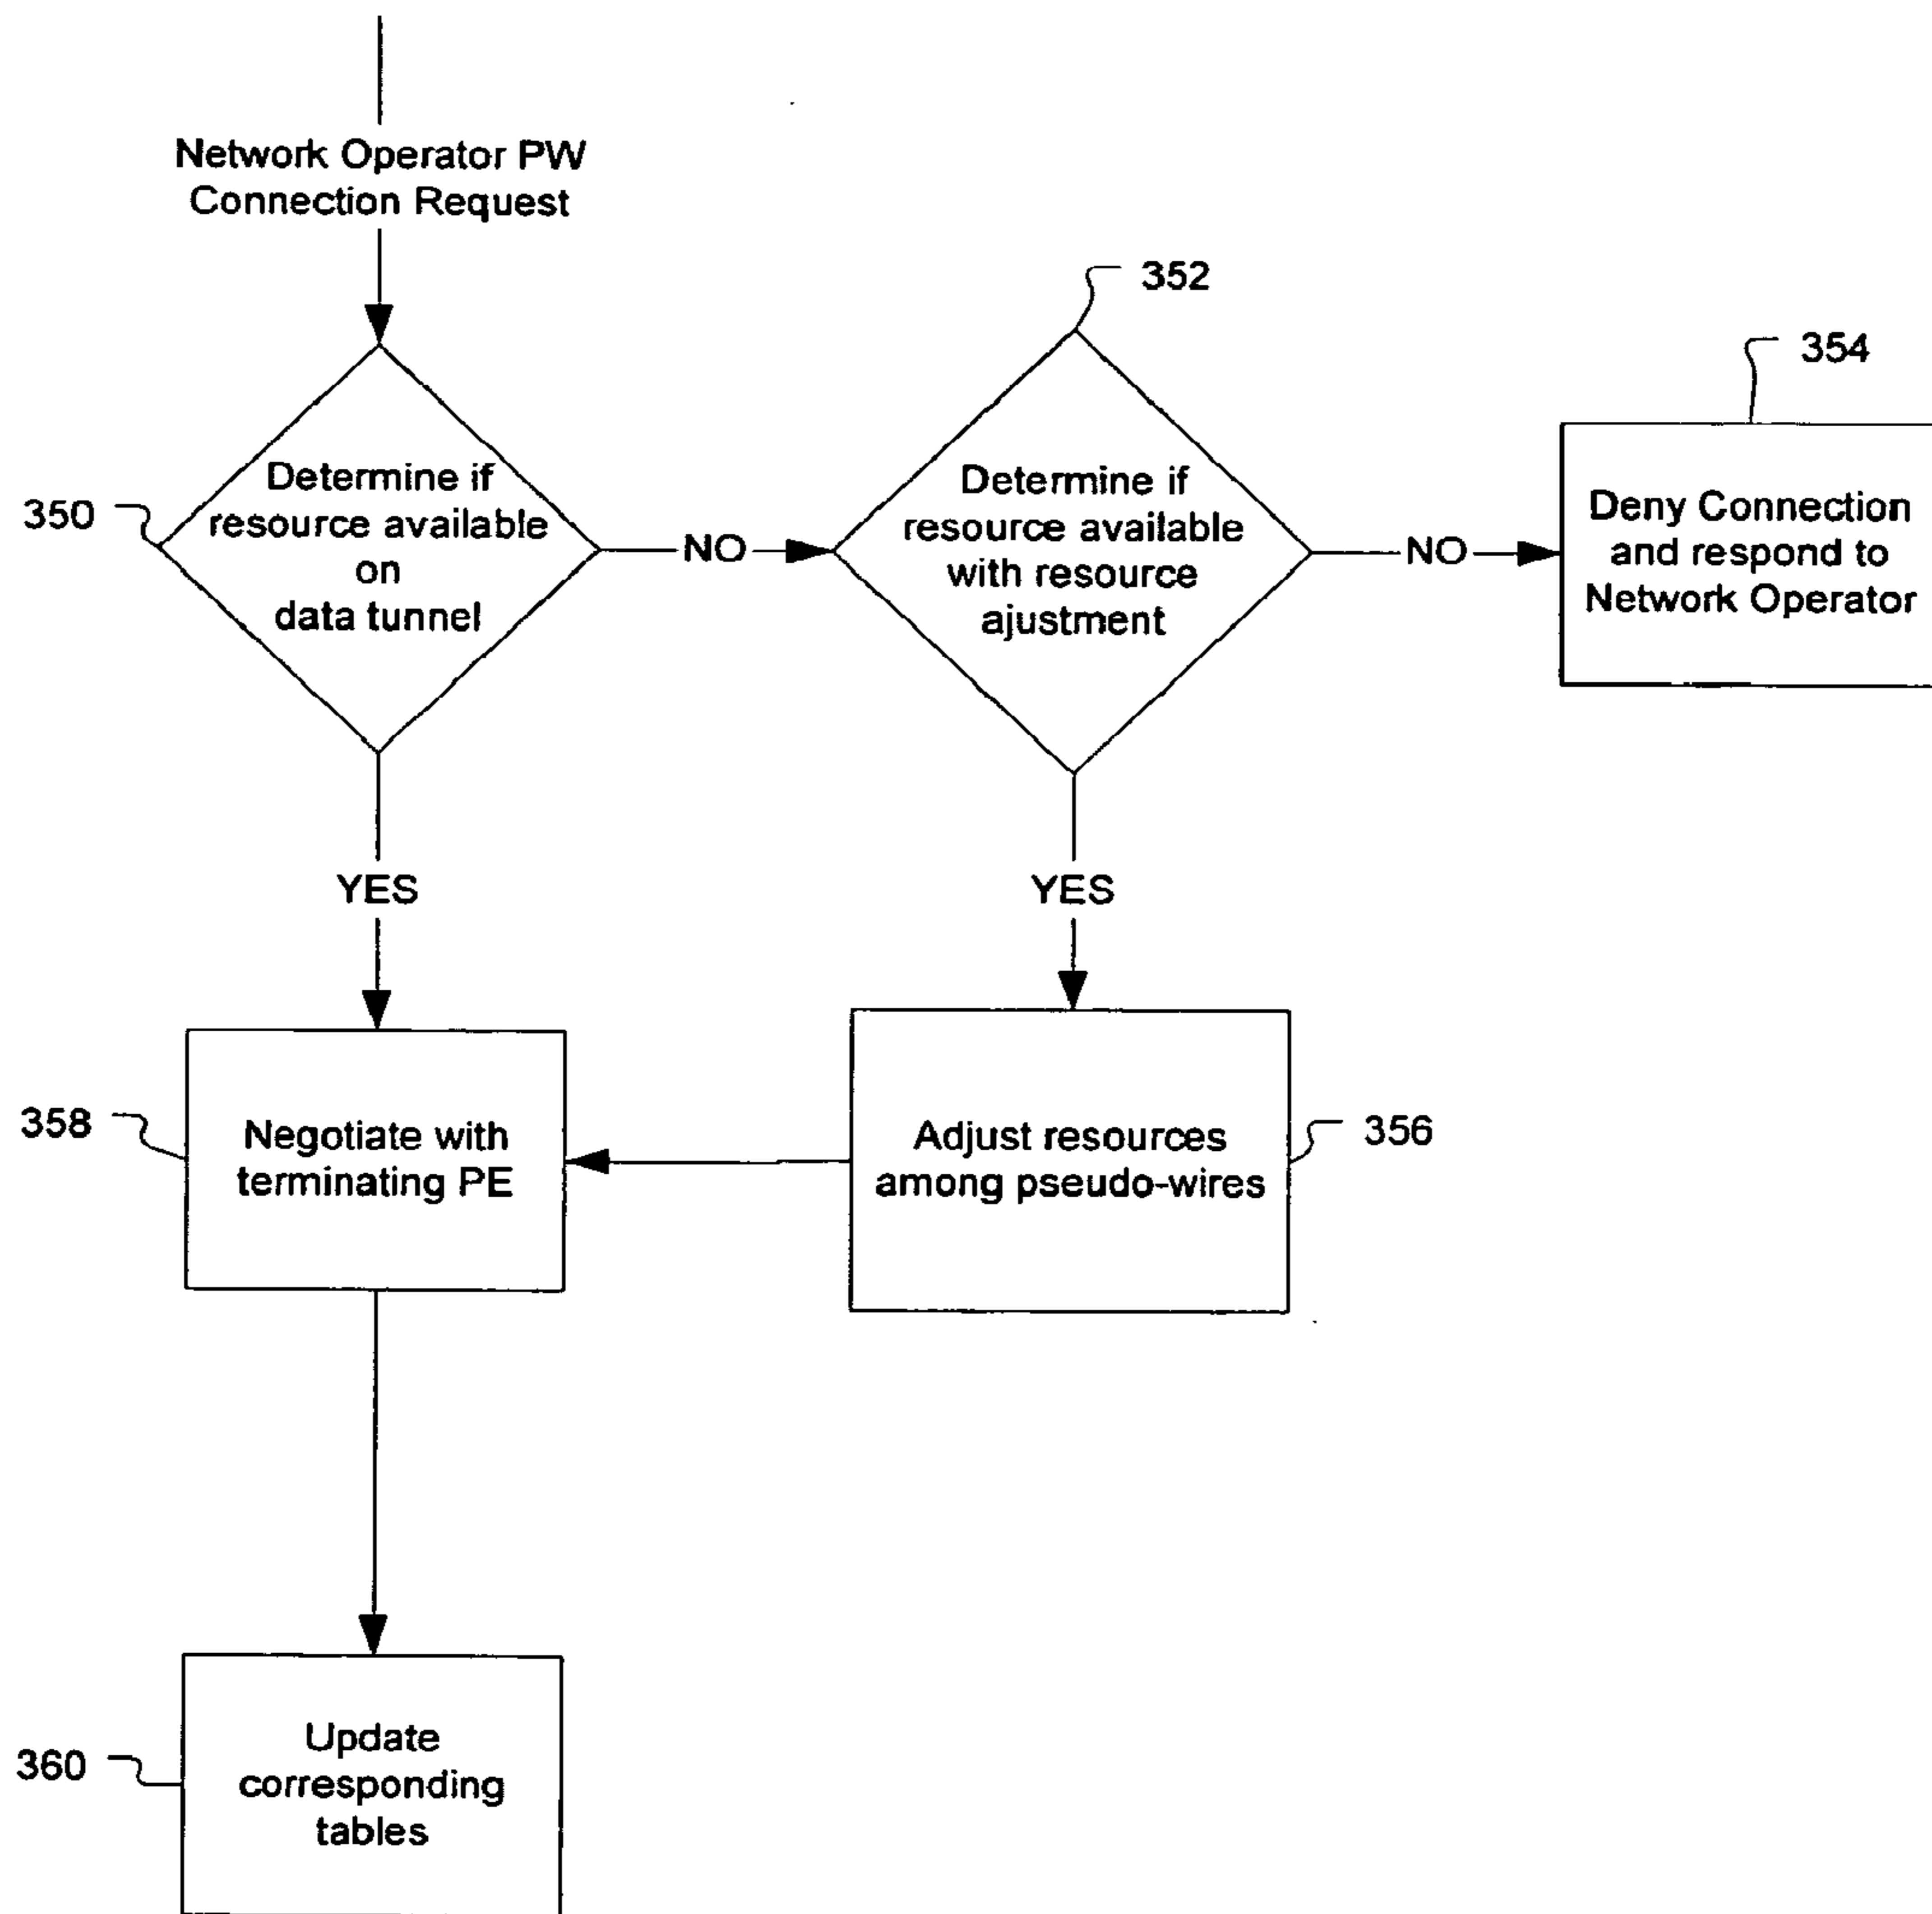 Network Operator PW
Connection Request
352
354
350
Determine if
resource available
on
data tunnel
NO
Determine if
resource available
with resource
ajustment
NO
Deny Connection
and respond to
Network Operator
YES
YES
358
Negotiate with
terminating PE
Adjust resources
among pseudo-wires
356
360
Update
corresponding
tables